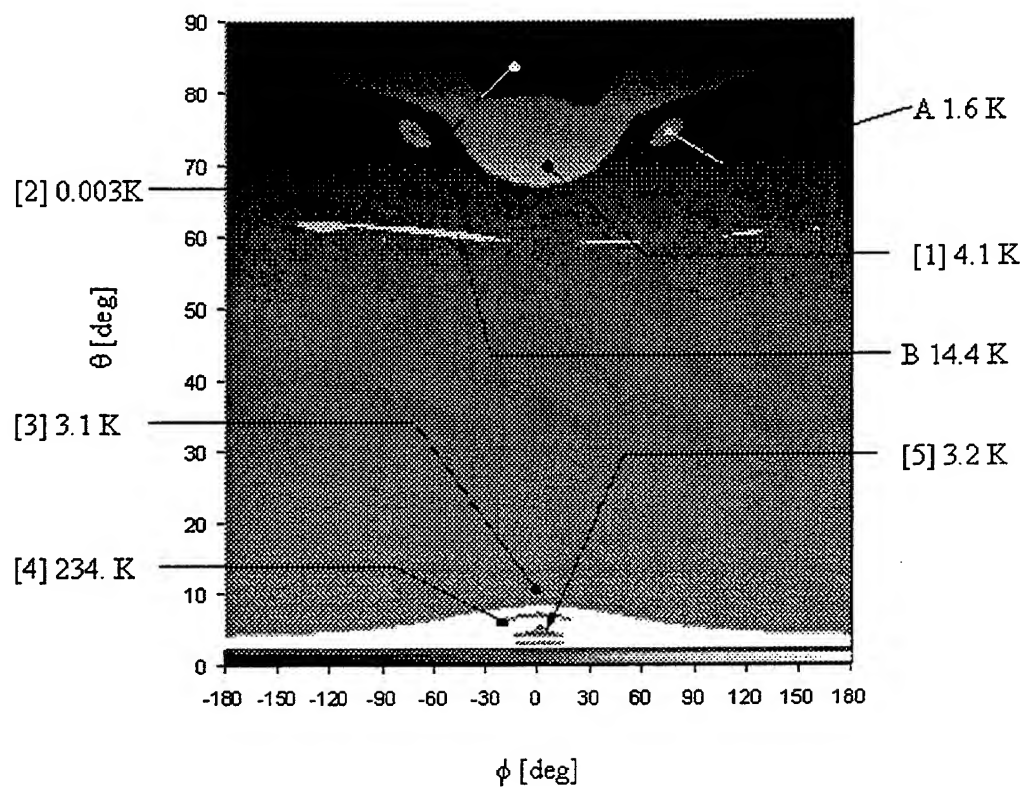 90
80
70
60
50
40
30
20
10
0
θ [deg]
-180 -150 -120 -90 -60 -30 0 30 60 90 120 150 180
ϕ [deg]
[2] 0.003K
[3] 3.1 K
[4] 234. K
A 1.6 K
[1] 4.1 K
B 14.4 K
[5] 3.2 K